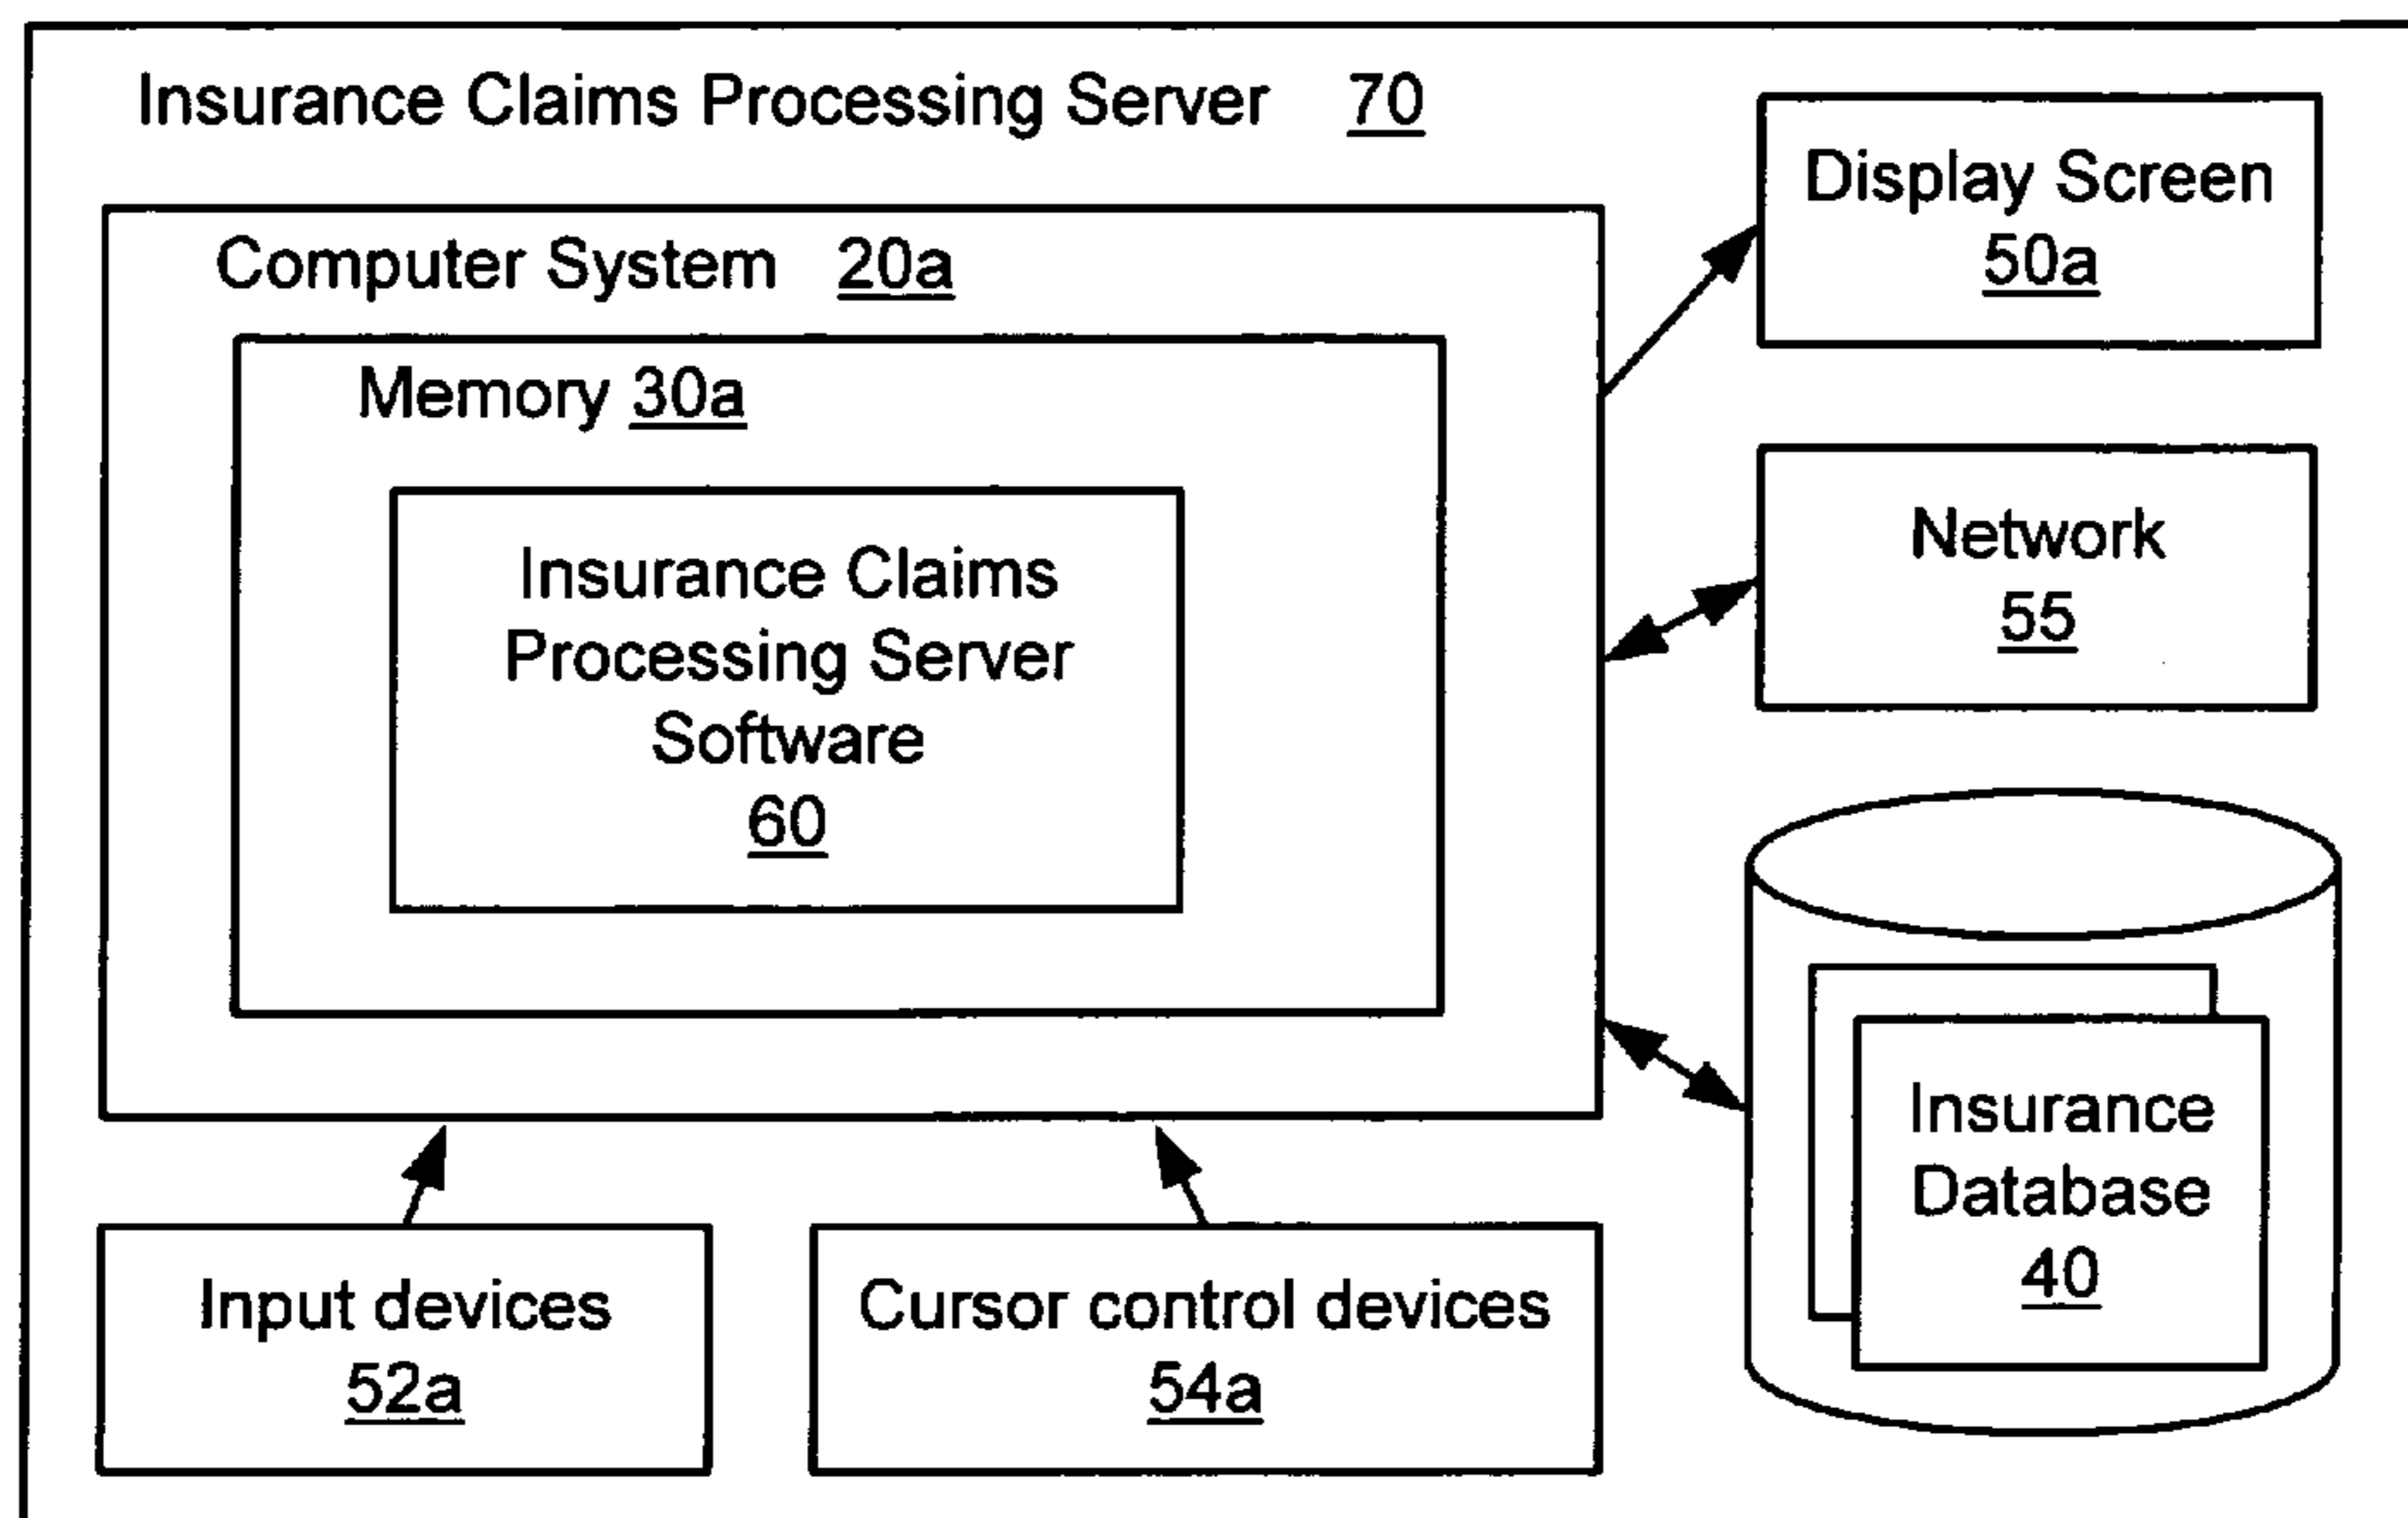 Insurance Claims Processing Server 70
Computer System 20a
Memory 30a
Insurance Claims
Processing Server
Software
60
Display Screen
50a
Network
55
Insurance
Database
40
Input devices
52a
Cursor control devices
54a